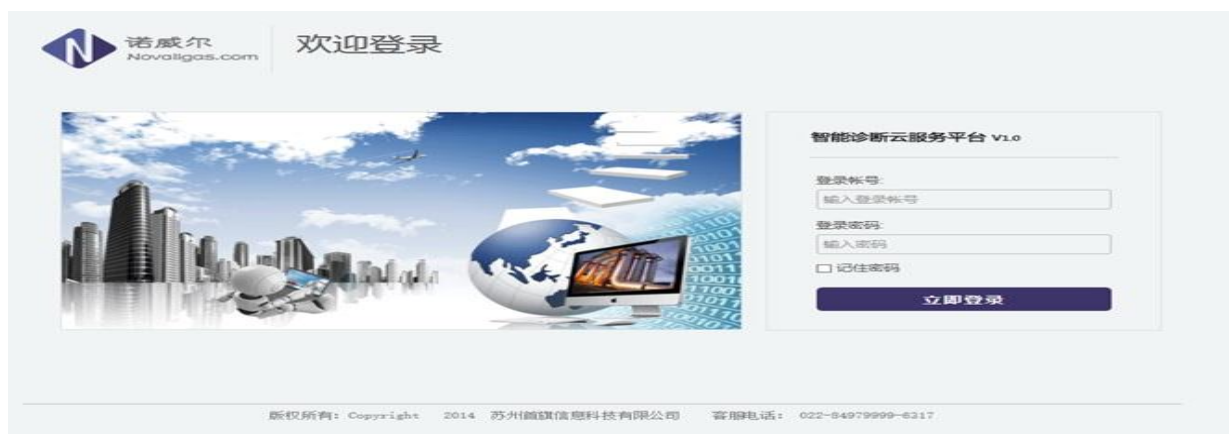 诺威尔
Novaligas.com
欢迎登录
智能诊断云服务平台 V1.0
登录帐号:
输入登录帐号
登录密码:
输入密码
记住密码
立即登录
版权所有: Copyright 2014 苏州首旗信息科技有限公司 客服电话: 022-84979999-6317